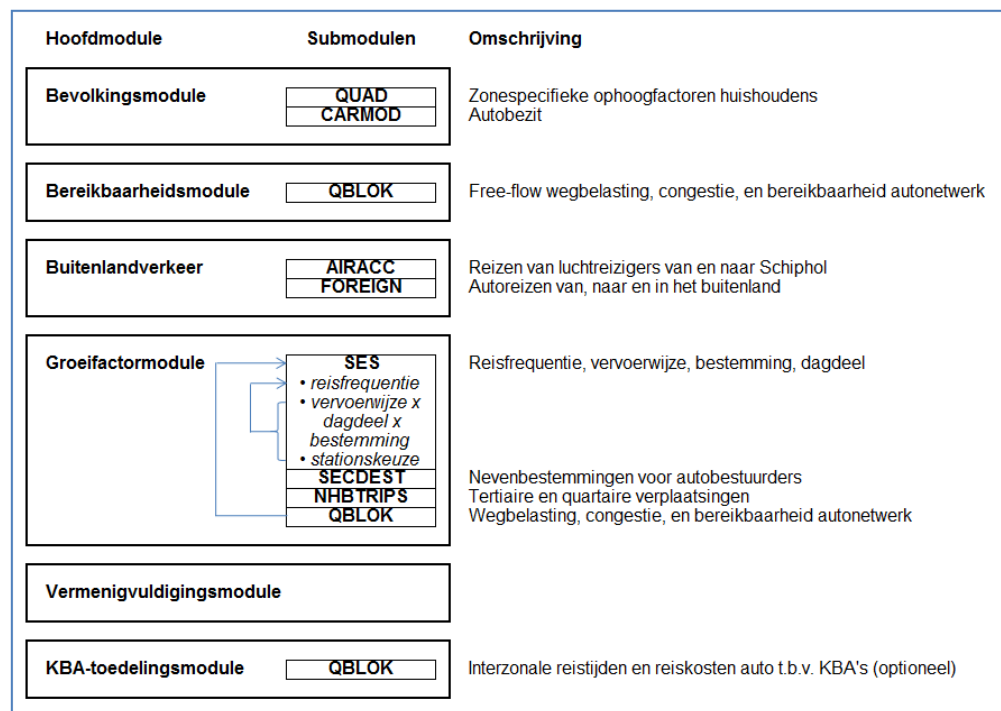 Hoofdmodule Submodulen Omschrijving
Bevolkingsmodule QUAD Zonespecifieke ophoogfactoren huishoudens
CARMOD Autobezit
Bereikbaarheidsmodule QBLOK Free-flow wegbelasting, congestie, en bereikbaarheid autonetwerk
Buitenlandverkeer AIRACC Reizen van luchtreizigers van en naar Schiphol
FOREIGN Autoreizen van, naar en in het buitenland
Groeifactormodule SES Reisfrequentie, vervoerwijze, bestemming, dagdeel
• reisfrequentie
• vervoerwijze x
dagdeel x
bestemming
• stationskeuze
SECDEST Nevenbestemmingen voor autobestuurders
NHBTRIPS Tertiaire en quartaire verplaatsingen
QBLOK Wegbelasting, congestie, en bereikbaarheid autonetwerk
Vermenigvuldigingsmodule
KBA-toedelingsmodule QBLOK Interzonale reistijden en reiskosten auto t.b.v. KBA's (optioneel)